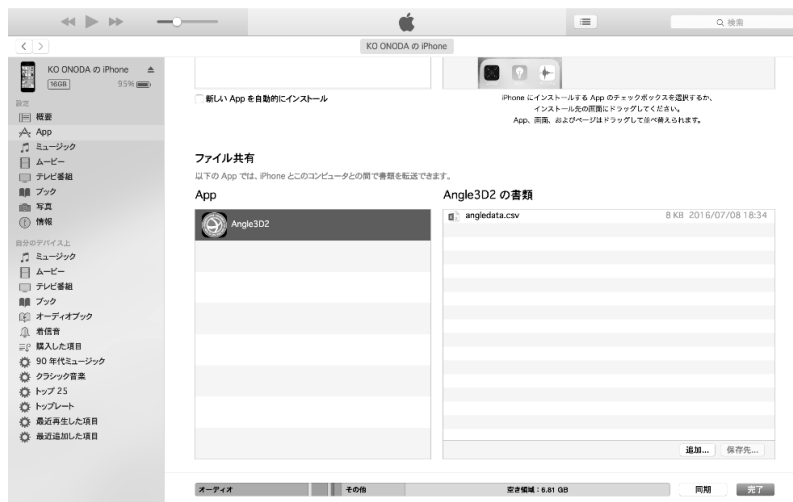 検索
KO ONODA の iPhone
KO ONODA の iPhone
16GB 95%
設定
概要
App
ミュージック
ムービー
テレビ番組
ブック
写真
情報
自分のデバイス上
ミュージック
ムービー
テレビ番組
ブック
オーディオブック
着信音
購入した項目
90 年代ミュージック
クラシック音楽
トップ 25
トップレート
最近再生した項目
最近追加した項目
新しい App を自動的にインストール
iPhone にインストールする App のチェックボックスを選択するか、
インストール先の画面にドラッグしてください。
App、画面、およびページはドラッグして並べ替えられます。
ファイル共有
以下の App では、iPhone とこのコンピュータとの間で書類を転送できます。
App
Angle3D2
Angle3D2 の書類
angledata.csv 8 KB 2016/07/08 18:34
追加... 保存先...
オーディオ その他 空き領域：6.81 GB 同期 完了